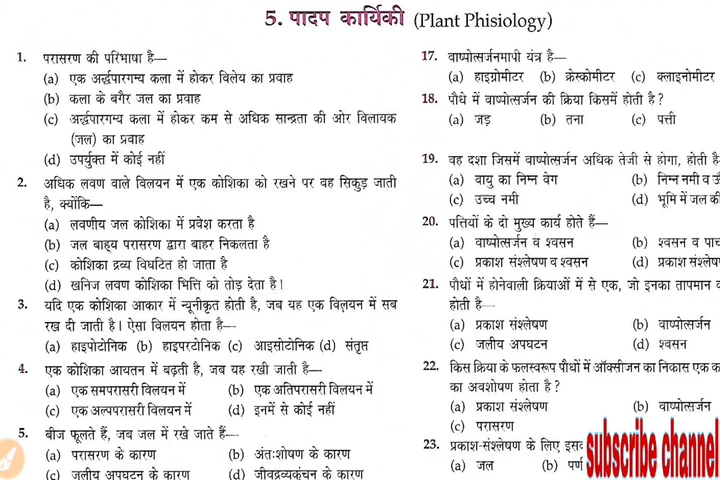 5. पादप कार्यिकी (Plant Phisiology)
1. परासरण की परिभाषा है—
(a) एक अर्द्धपारगम्य कला में होकर विलेय का प्रवाह
(b) कला के बगैर जल का प्रवाह
(c) अर्द्धपारगम्य कला में होकर कम से अधिक सान्द्रता की ओर विलायक
(जल) का प्रवाह
(d) उपर्युक्त में कोई नहीं
2. अधिक लवण वाले विलयन में एक कोशिका को रखने पर वह सिकुड़ जाती
है, क्योंकि—
(a) लवणीय जल कोशिका में प्रवेश करता है
(b) जल बाह्य परासरण द्वारा बाहर निकलता है
(c) कोशिका द्रव्य विघटित हो जाता है
(d) खनिज लवण कोशिका भित्ति को तोड़ देता है।
3. यदि एक कोशिका आकार में न्यूनीकृत होती है, जब यह एक विलयन में सब
रख दी जाती है। ऐसा विलयन होता है—
(a) हाइपोटोनिक (b) हाइपरटोनिक (c) आइसोटोनिक (d) संतृप्त
4. एक कोशिका आयतन में बढ़ती है, जब यह रखी जाती है—
(a) एक समपरासरी विलयन में (b) एक अतिपरासरी विलयन में
(c) एक अल्पपरासरी विलयन में (d) इनमें से कोई नहीं
5. बीज फूलते हैं, जब जल में रखे जाते हैं—
(a) परासरण के कारण (b) अंतःशोषण के कारण
(c) जलीय अपघटन के कारण (d) जीवद्रव्यकुंचन के कारण
17. वाष्पोत्सर्जनमापी यंत्र है—
(a) हाइग्रोमीटर (b) क्रेस्कोमीटर (c) क्लाइनोमीटर
18. पौधे में वाष्पोत्सर्जन की क्रिया किसमें होती है?
(a) जड़ (b) तना (c) पत्ती
19. वह दशा जिसमें वाष्पोत्सर्जन अधिक तेजी से होगा, होती है
(a) वायु का निम्न वेग (b) निम्न नमी व
(c) उच्च नमी (d) भूमि में जल की
20. पत्तियों के दो मुख्य कार्य होते हैं—
(a) वाष्पोत्सर्जन व श्वसन (b) श्वसन व
(c) प्रकाश संश्लेषण व श्वसन (d) प्रकाश
21. पौधों में होनेवाली क्रियाओं में से एक, जो इनका तापमान
होती है—
(a) प्रकाश संश्लेषण (b) वाष्पोत्सर्जन
(c) जलीय अपघटन (d) श्वसन
22. किस क्रिया के फलस्वरूप पौधों में ऑक्सीजन का निकास एक
का अवशोषण होता है?
(a) प्रकाश संश्लेषण (b) वाष्पोत्सर्जन
(c) परासरण
23. प्रकाश-संश्लेषण के लिए
(a) जल (b)
subscribe channel